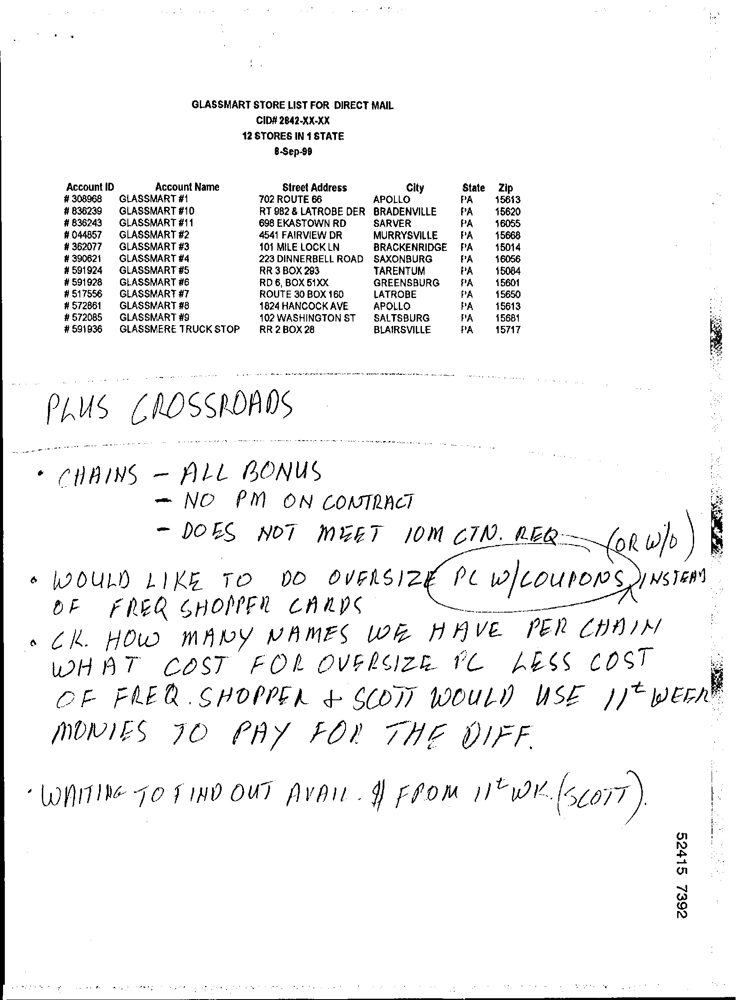 GLASSMART STORE LIST FOR DIRECT MAIL
CID# 2842-XX-XX
12 STORES IN 1 STATE
8-Sep-99
Account ID Account Name Street Address City State Zip
# 308968 GLASSMART #1 702 ROUTE 66 APOLLO PA 15613
# 836239 GLASSMART #10 RT 982 & LATROBE DER BRADENVILLE PA 15620
# 836243 GLASSMART #11 698 EKASTOWN RD SARVER PA 16055
# 044857 GLASSMART #2 4541 FAIRVIEW DR MURRYSVILLE PA 15668
# 362077 GLASSMART #3 101 MILE LOCK LN BRACKENRIDGE PA 15014
# 390621 GLASSMART #4 223 DINNERBELL ROAD SAXONBURG PA 16056
# 591924 GLASSMART #5 RR 3 BOX 293 TARENTUM PA 15084
# 591928 GLASSMART #6 RD 6, BOX 51XX GREENSBURG PA 15601
# 517556 GLASSMART #7 ROUTE 30 BOX 160 LATROBE PA 15650
# 572861 GLASSMART #8 1824 HANCOCK AVE APOLLO PA 15613
# 572085 GLASSMART #9 102 WASHINGTON ST SALTSBURG PA 15681
# 591936 GLASSMERE TRUCK STOP RR 2 BOX 28 BLAIRSVILLE PA 15717
PLUS CROSSROADS
• CHAINS - ALL BONUS
- NO PM ON CONTRACT
- DOES NOT MEET 10M CTN. REQ
(OR W/O)
• WOULD LIKE TO DO OVERSIZE PC W/COUPONS INSTEAD
OF FREQ SHOPPER CARDS
• CK. HOW MANY NAMES WE HAVE PER CHAIN
WHAT COST FOR OVERSIZE PC LESS COST
OF FREQ. SHOPPER + SCOTT WOULD USE 11t WEEK
MONIES TO PAY FOR THE DIFF.
• WAITING TO FIND OUT AVAIL. $ FROM 11t WK. (SCOTT).
52415 7392